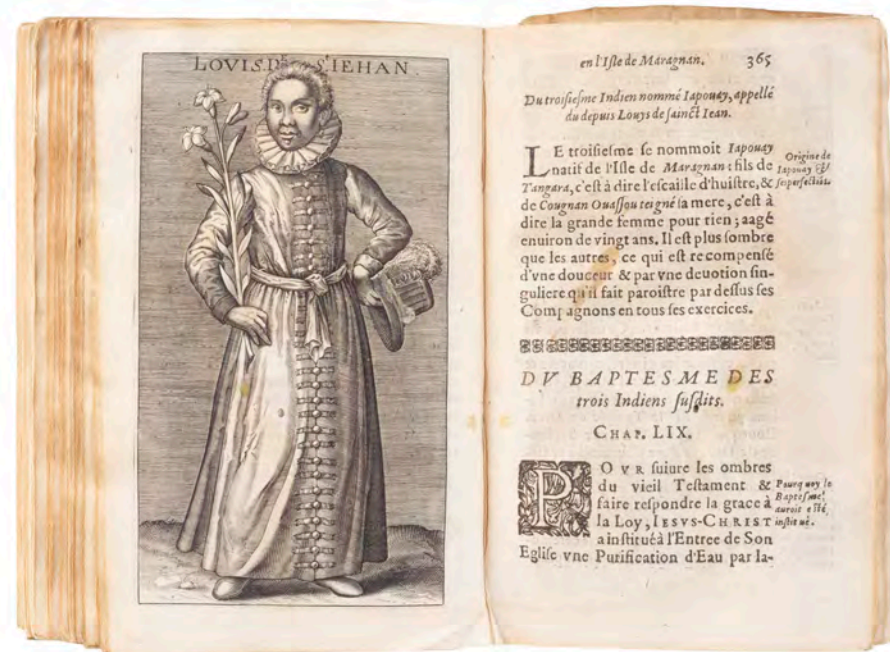 LOVIS. DE St. IEHAN
en l'Isle de Maragnan. 365
Du troisiesme Indien nommé Iapouay, appellé
du depuis Louys de sainct Iean.
LE troisiesme se nommoit Iapouay
natif de l'Isle de Maragnan : fils de
Tangara, c'est à dire l'escaille d'huistre, &
de Cougnan Ouassou teigné sa mere, c'est à
dire la grande femme pour rien ; aagé
enuiron de vingt ans. Il est plus sombre
que les autres, ce qui est recompensé
d'vne douceur & par vne deuotion sin-
guliere qu'il fait paroistre par dessus ses
Compagnons en tous ses exercices.
Origine de
Iapouay &
ses perfectiõs.
DV BAPTESME DES
trois Indiens susdits.
CHAP. LIX.
POVR suiure les ombres
du vieil Testament &
faire respondre la grace à
la Loy, IESVS-CHRIST
a institué à l'Entree de Son
Eglise vne Purification d'Eau par la-
Pourquoy le
Baptesme
auroit esté
institué.